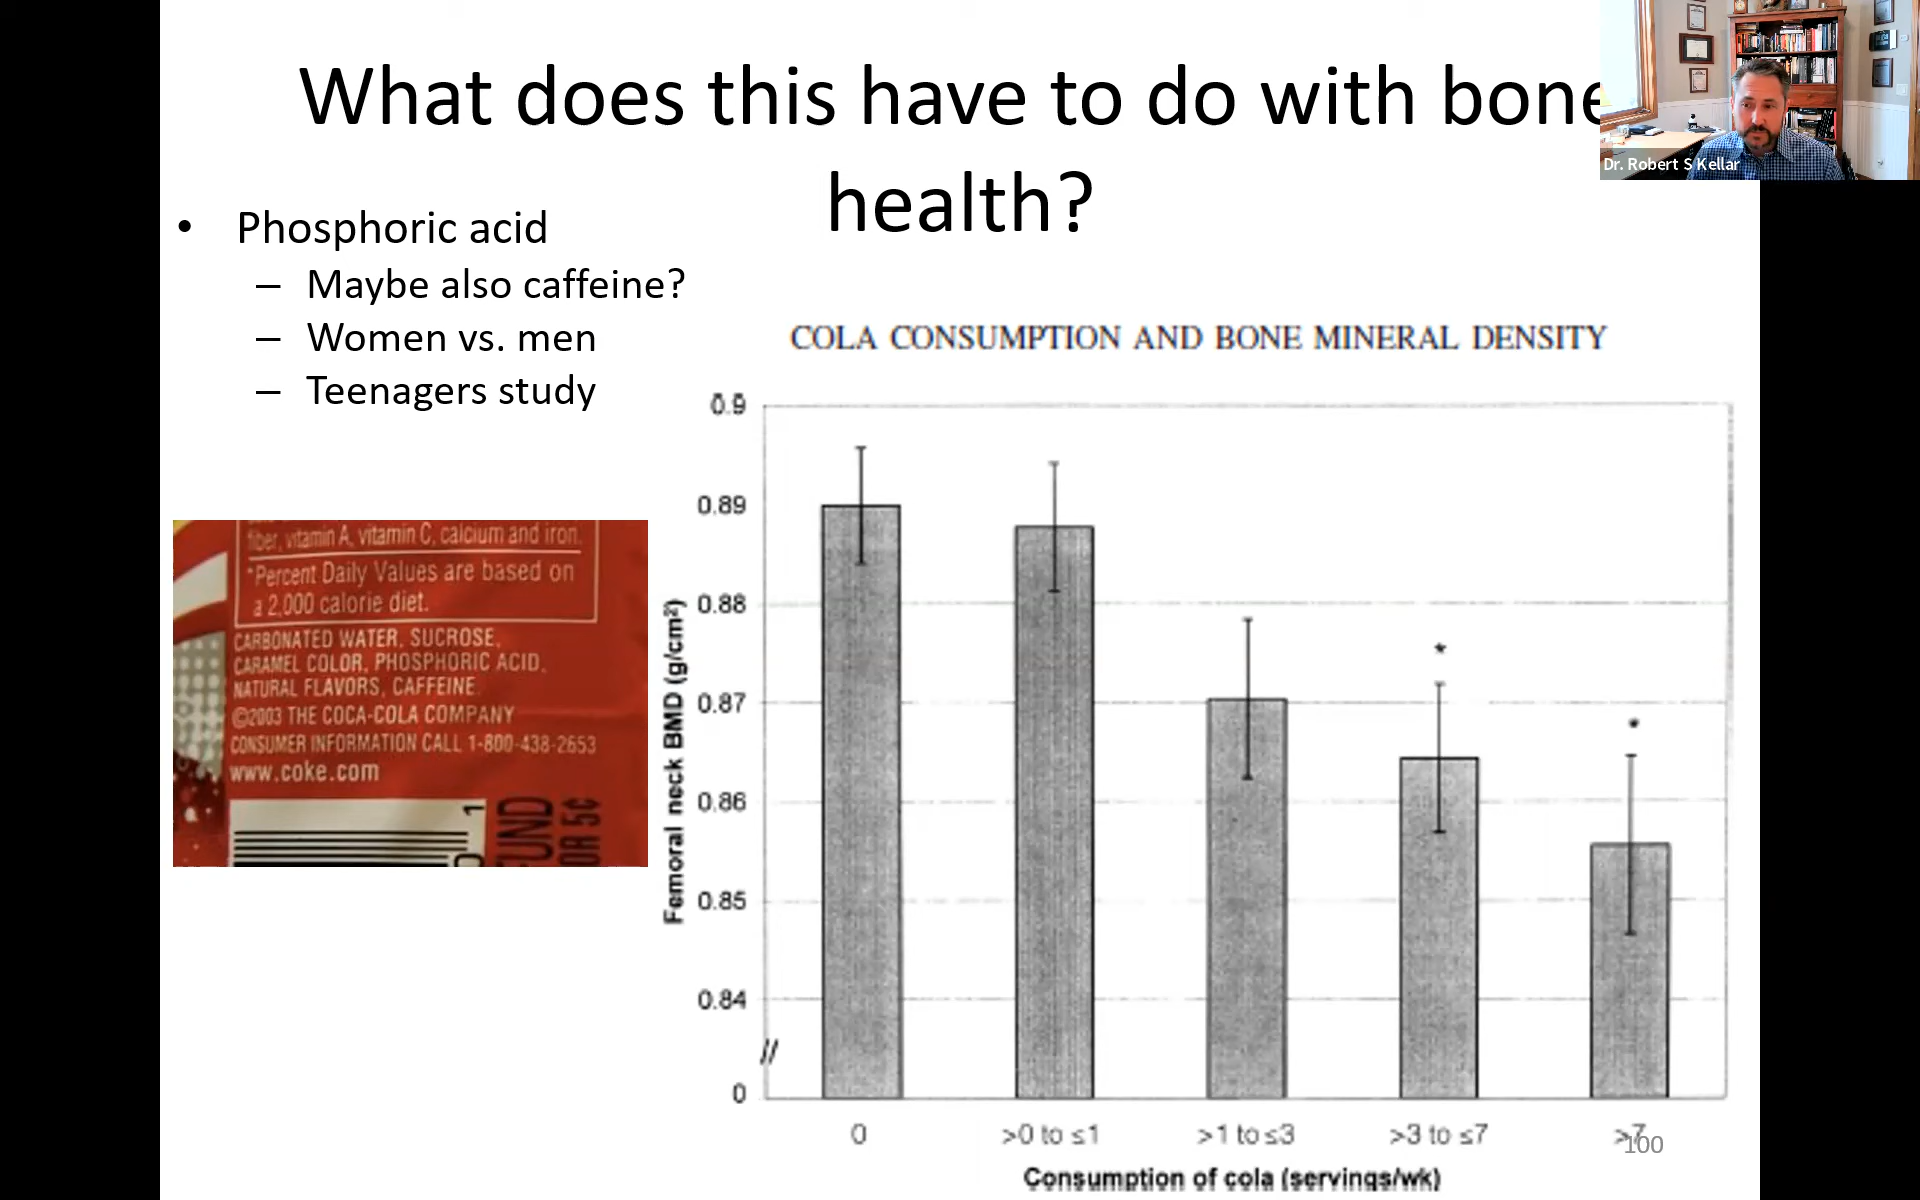 What does this have to do with bone
health?
Dr. Robert S Kellar
• Phosphoric acid
– Maybe also caffeine?
– Women vs. men
– Teenagers study
fiber, vitamin A, vitamin C, calcium and iron.
*Percent Daily Values are based on
a 2,000 calorie diet.
CARBONATED WATER, SUCROSE,
CARAMEL COLOR, PHOSPHORIC ACID,
NATURAL FLAVORS, CAFFEINE
©2003 THE COCA-COLA COMPANY
CONSUMER INFORMATION CALL 1-800-438-2653
www.coke.com
1
OR 5¢
COLA CONSUMPTION AND BONE MINERAL DENSITY
Femoral neck BMD (g/cm²)
0.9
0.89
0.88
0.87
0.86
0.85
0.84
//
0
* *
0 >0 to ≤1 >1 to ≤3 >3 to ≤7 >7
Consumption of cola (servings/wk)
100